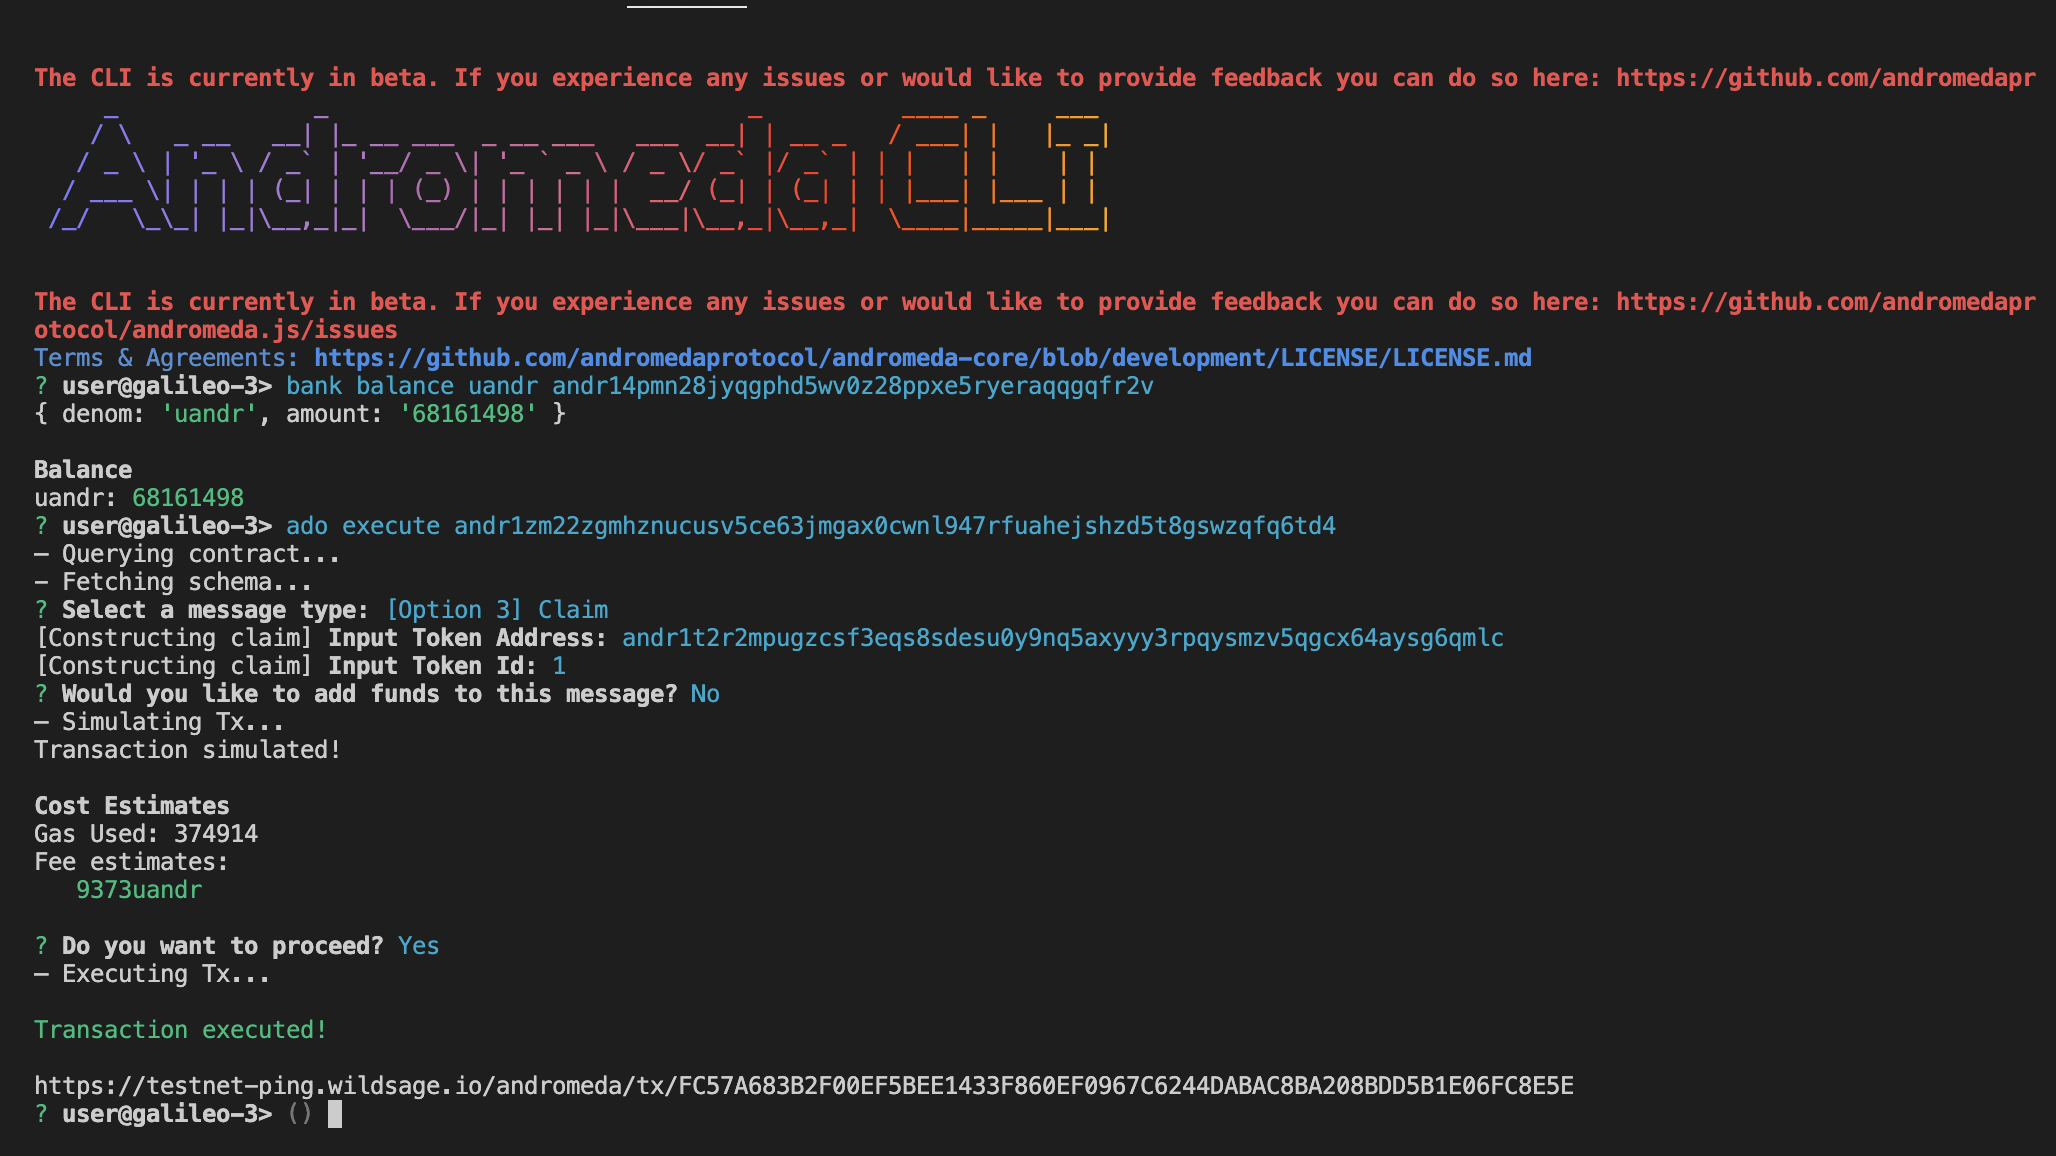 The CLI is currently in beta. If you experience any issues or would like to provide feedback you can do so here: https://github.com/andromedapr
Andromeda CLI
The CLI is currently in beta. If you experience any issues or would like to provide feedback you can do so here: https://github.com/andromedapr
otocol/andromeda.js/issues
Terms & Agreements: https://github.com/andromedaprotocol/andromeda-core/blob/development/LICENSE/LICENSE.md
? user@galileo-3> bank balance uandr andr14pmn28jyqgphd5wv0z28ppxe5ryeraqqgqfr2v
{ denom: 'uandr', amount: '68161498' }
Balance
uandr: 68161498
? user@galileo-3> ado execute andr1zm22zgmhznucusv5ce63jmgax0cwnl947rfuahejshzd5t8gswzqfq6td4
– Querying contract...
– Fetching schema...
? Select a message type: [Option 3] Claim
[Constructing claim] Input Token Address: andr1t2r2mpugzcsf3eqs8sdesu0y9nq5axyyy3rpqysmzv5qgcx64aysg6qmlc
[Constructing claim] Input Token Id: 1
? Would you like to add funds to this message? No
– Simulating Tx...
Transaction simulated!
Cost Estimates
Gas Used: 374914
Fee estimates:
9373uandr
? Do you want to proceed? Yes
– Executing Tx...
Transaction executed!
https://testnet-ping.wildsage.io/andromeda/tx/FC57A683B2F00EF5BEE1433F860EF0967C6244DABAC8BA208BDD5B1E06FC8E5E
? user@galileo-3> ()